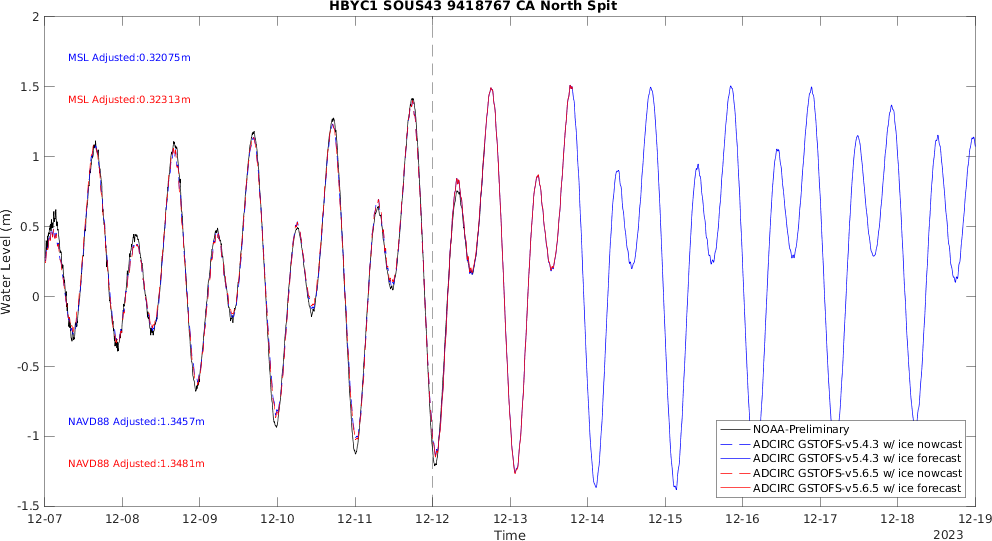 HBYC1 SOUS43 9418767 CA North Spit
2
1.5
1
0.5
0
-0.5
-1
-1.5
Water Level (m)
MSL Adjusted:0.32075m
MSL Adjusted:0.32313m
NAVD88 Adjusted:1.3457m
NAVD88 Adjusted:1.3481m
NOAA-Preliminary
ADCIRC GSTOFS-v5.4.3 w/ ice nowcast
ADCIRC GSTOFS-v5.4.3 w/ ice forecast
ADCIRC GSTOFS-v5.6.5 w/ ice nowcast
ADCIRC GSTOFS-v5.6.5 w/ ice forecast
12-07 12-08 12-09 12-10 12-11 12-12 12-13 12-14 12-15 12-16 12-17 12-18 12-19
Time
2023